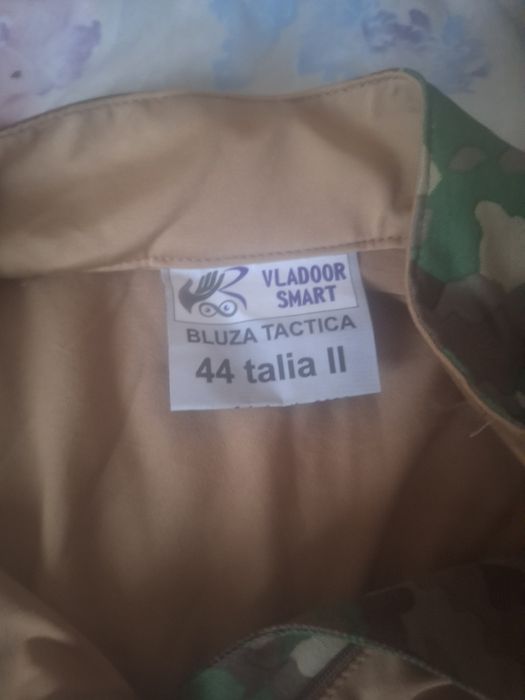 VLADOOR
SMART
BLUZA TACTICA
44 talia II